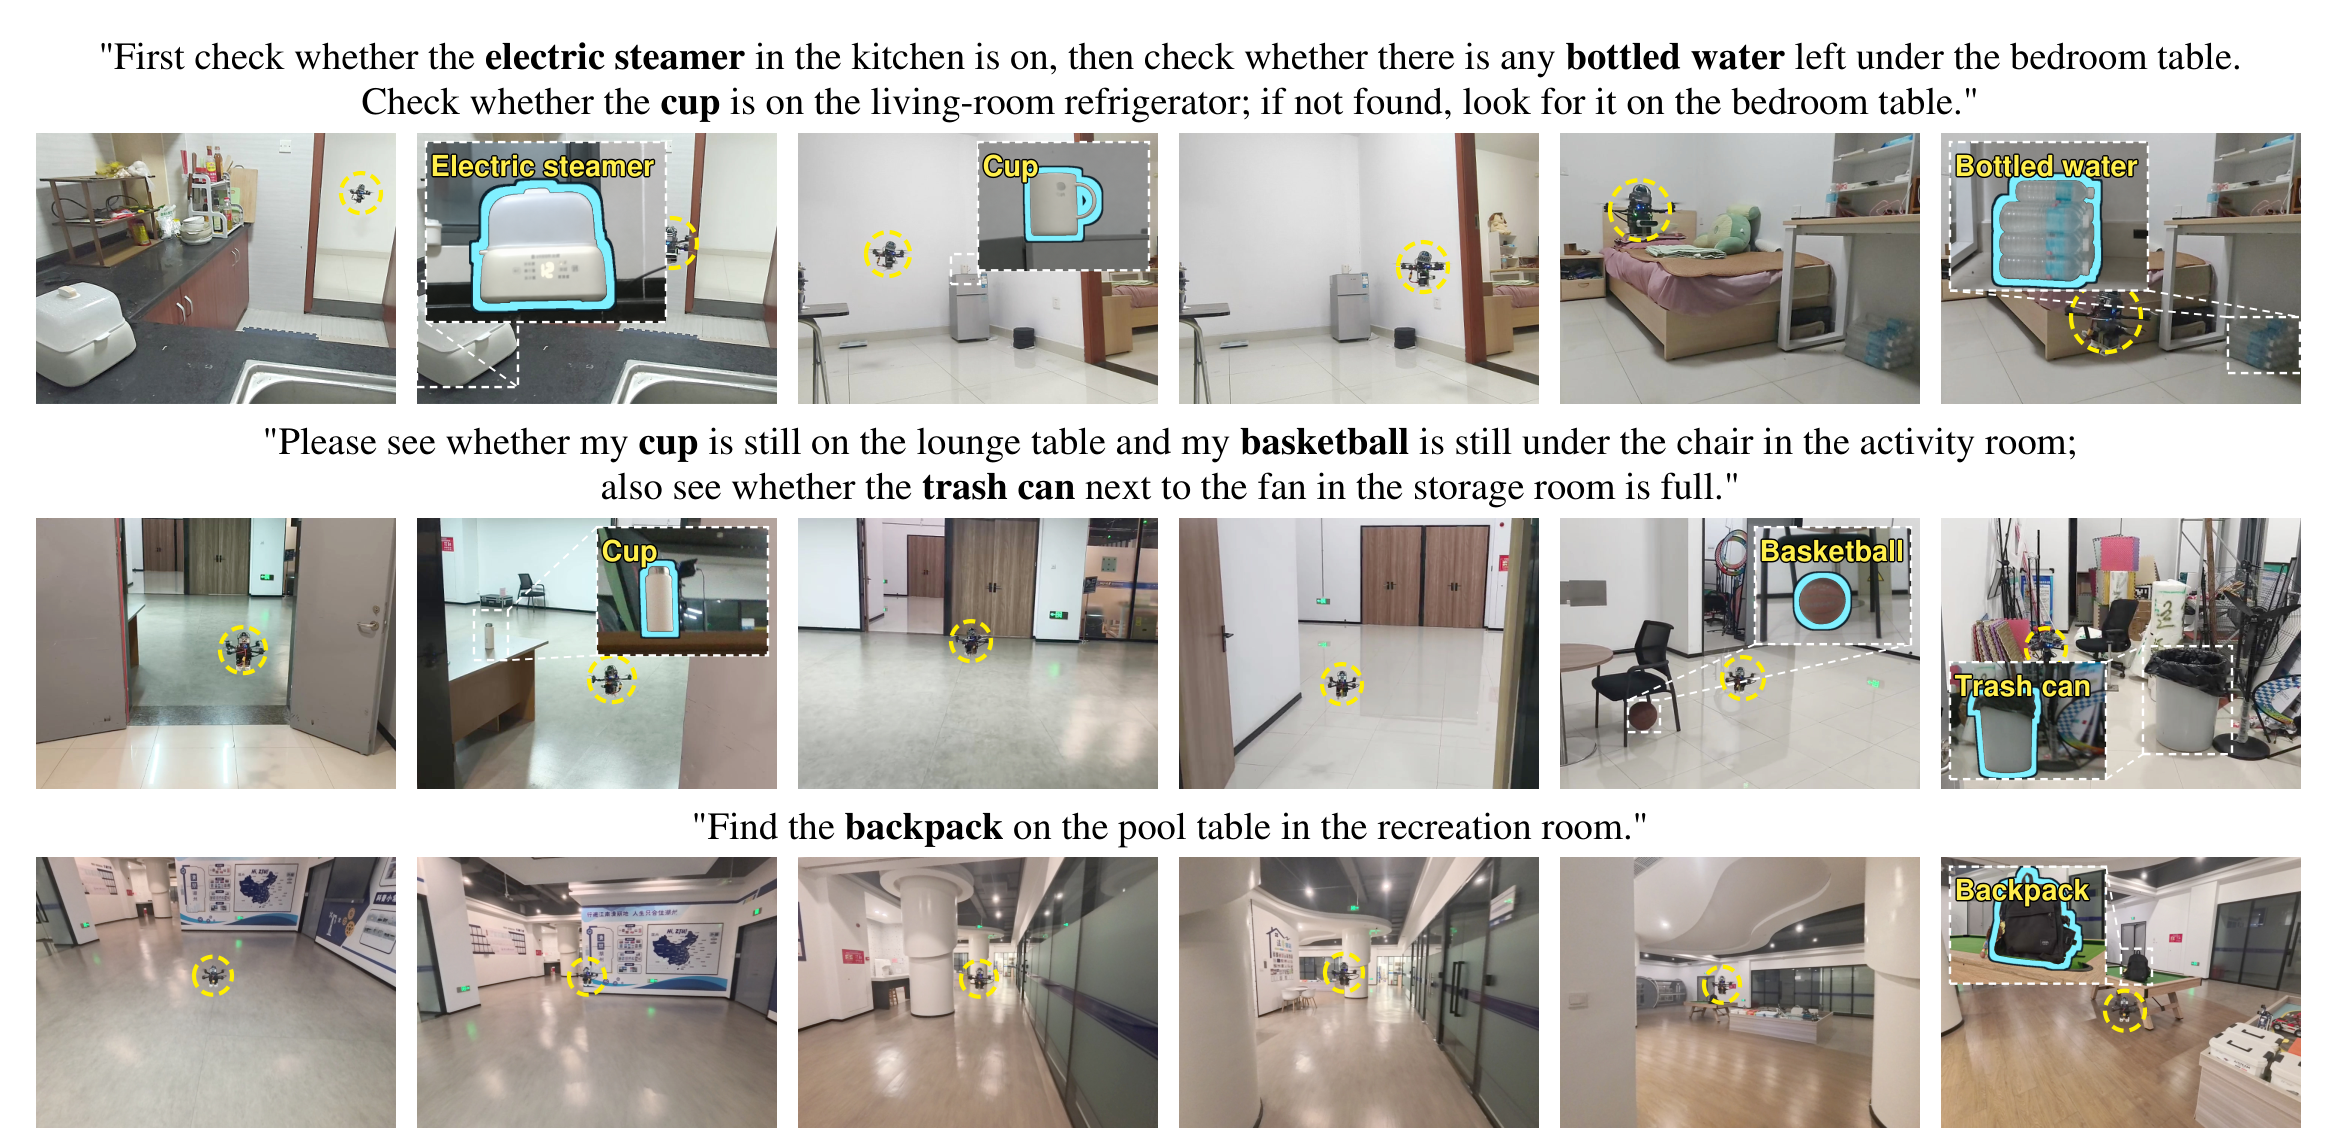 "First check whether the electric steamer in the kitchen is on, then check whether there is any bottled water left under the bedroom table.
Check whether the cup is on the living-room refrigerator; if not found, look for it on the bedroom table."
Electric steamer
12
Cup
Bottled water
"Please see whether my cup is still on the lounge table and my basketball is still under the chair in the activity room;
also see whether the trash can next to the fan in the storage room is full."
Cup
Basketball
Trash can
"Find the backpack on the pool table in the recreation room."
Backpack